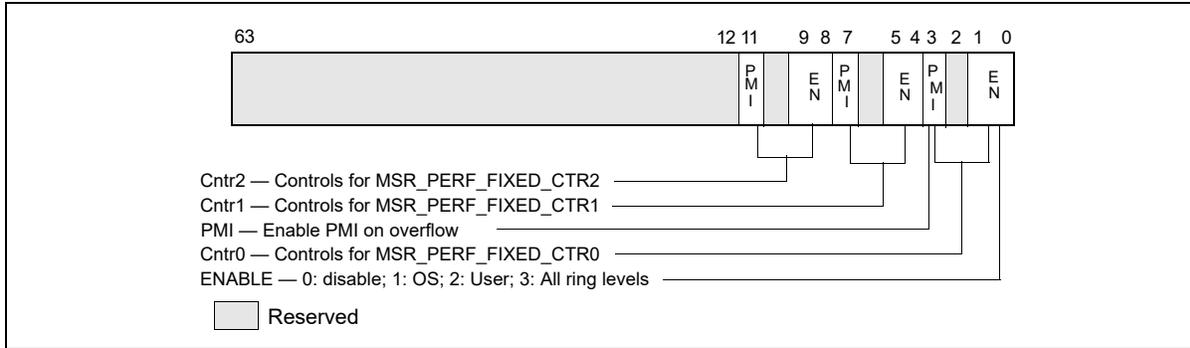 63 12 11 9 8 7 5 4 3 2 1 0
PMI EN PMI EN PMI EN
Cntr2 — Controls for MSR_PERF_FIXED_CTR2
Cntr1 — Controls for MSR_PERF_FIXED_CTR1
PMI — Enable PMI on overflow
Cntr0 — Controls for MSR_PERF_FIXED_CTR0
ENABLE — 0: disable; 1: OS; 2: User; 3: All ring levels
Reserved